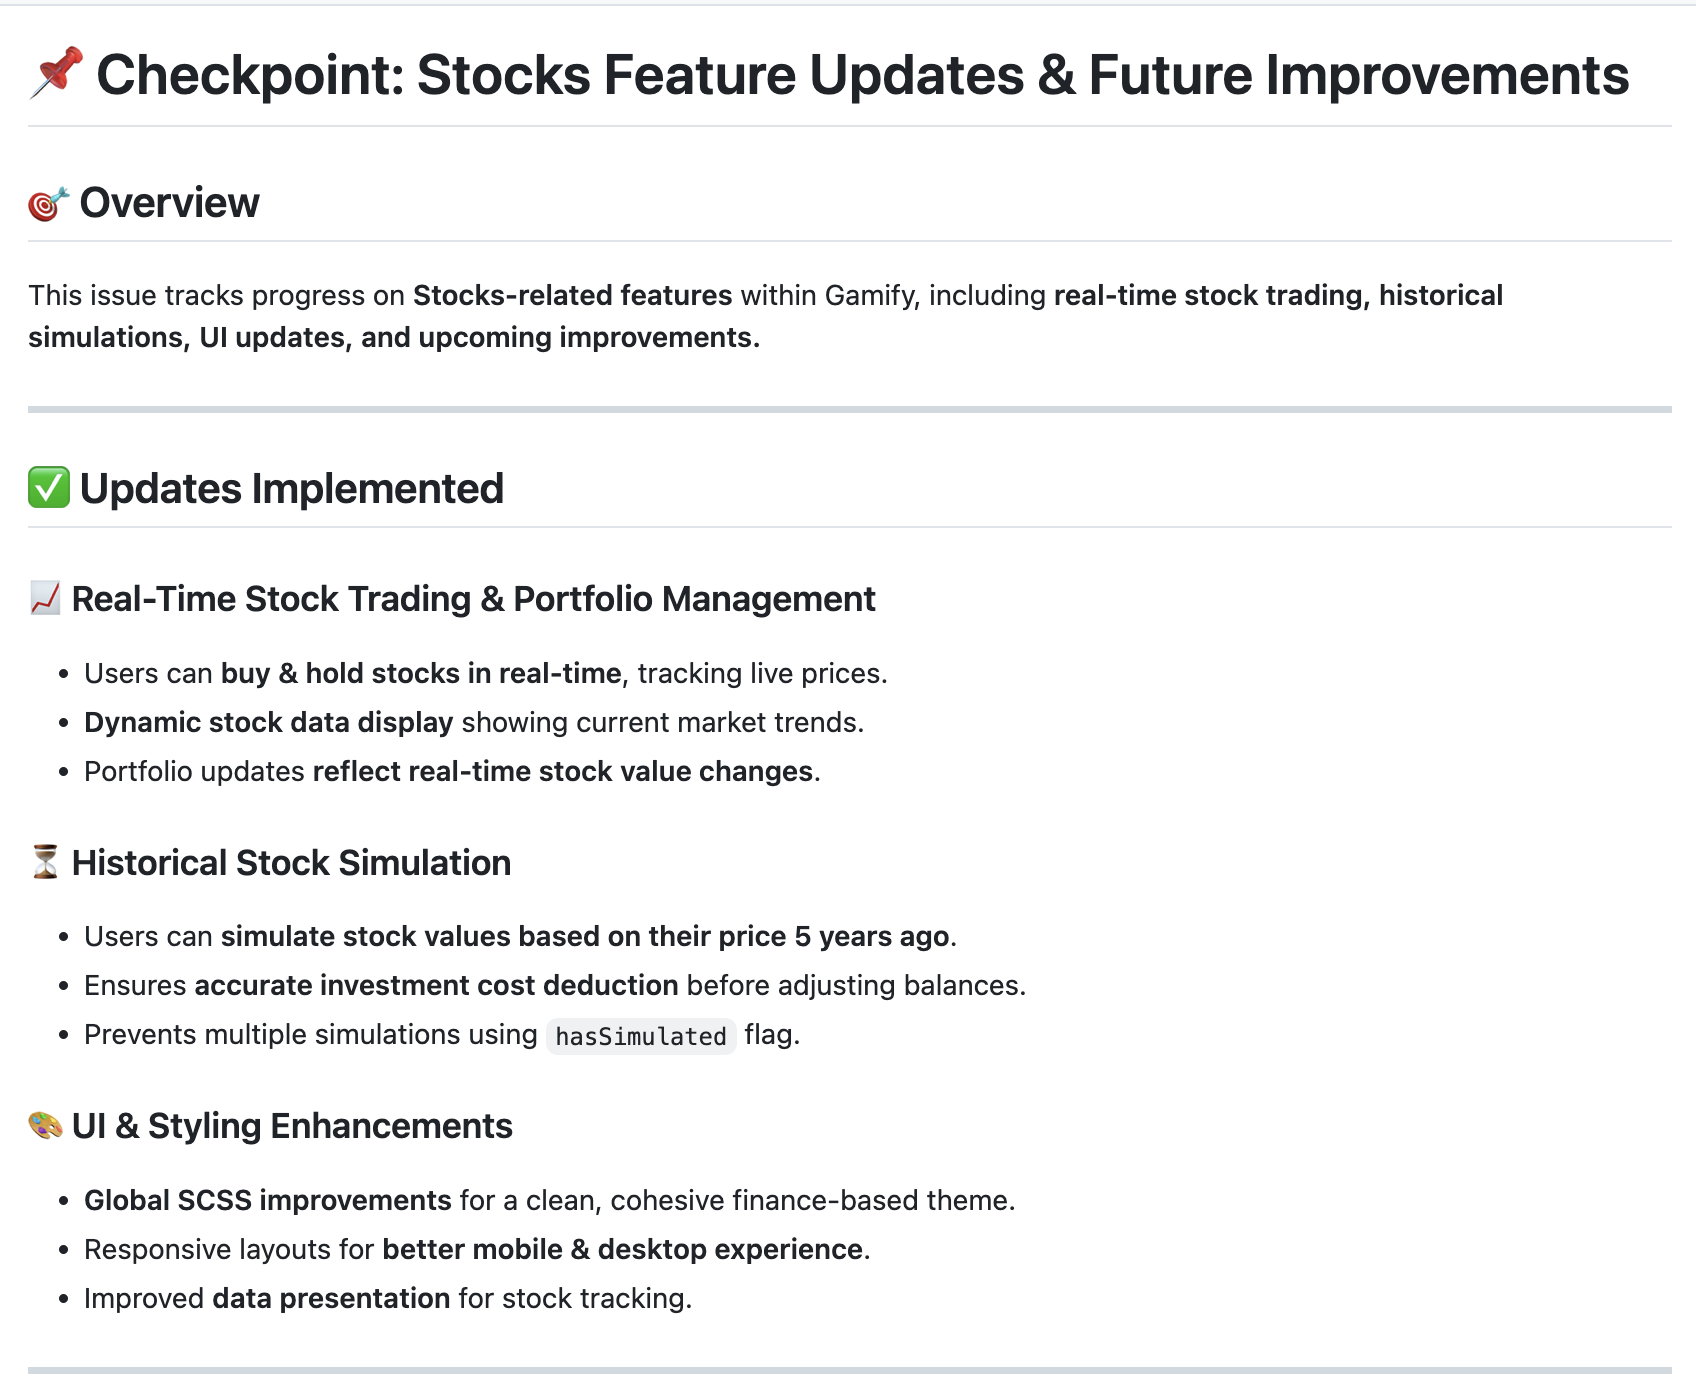 📌 Checkpoint: Stocks Feature Updates & Future Improvements
🎯 Overview
This issue tracks progress on Stocks-related features within Gamify, including real-time stock trading, historical
simulations, UI updates, and upcoming improvements.
✅ Updates Implemented
📈 Real-Time Stock Trading & Portfolio Management
• Users can buy & hold stocks in real-time, tracking live prices.
• Dynamic stock data display showing current market trends.
• Portfolio updates reflect real-time stock value changes.
⏳ Historical Stock Simulation
• Users can simulate stock values based on their price 5 years ago.
• Ensures accurate investment cost deduction before adjusting balances.
• Prevents multiple simulations using hasSimulated flag.
🎨 UI & Styling Enhancements
• Global SCSS improvements for a clean, cohesive finance-based theme.
• Responsive layouts for better mobile & desktop experience.
• Improved data presentation for stock tracking.